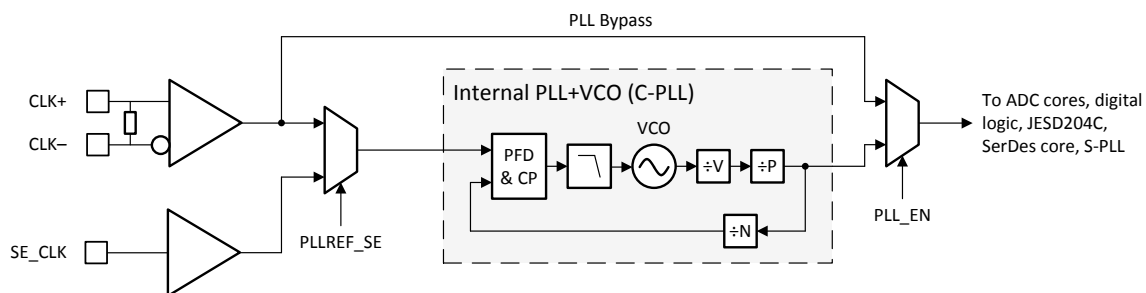 PLL Bypass
CLK+
CLK–
SE_CLK
PLLREF_SE
Internal PLL+VCO (C-PLL)
VCO
PFD
& CP
÷V
÷P
÷N
PLL_EN
To ADC cores, digital
logic, JESD204C,
SerDes core, S-PLL